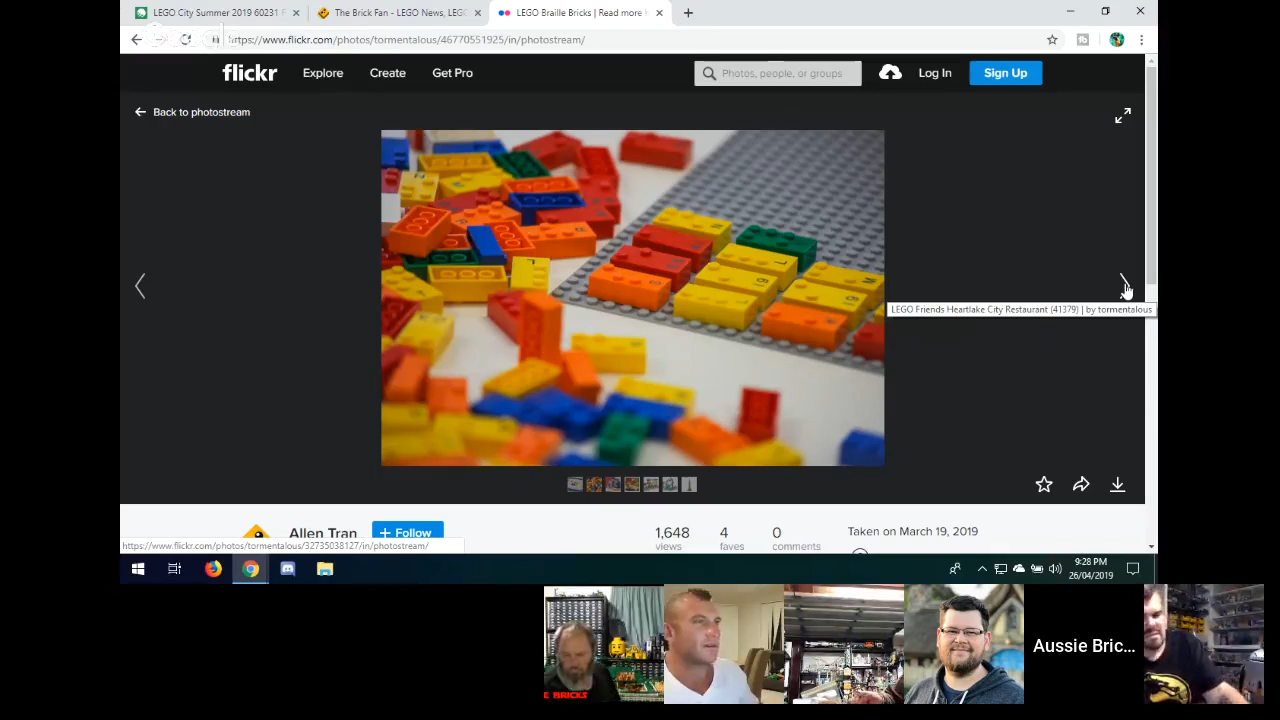 LEGO City Summer 2019 60231 F
The Brick Fan - LEGO News, LEGO
LEGO Braille Bricks | Read more
https://www.flickr.com/photos/tormentalous/46770551925/in/photostream/
flickr
Explore
Create
Get Pro
Photos, people, or groups
Log In
Sign Up
Back to photostream
LEGO Friends Heartlake City Restaurant (41379) | by tormentalous
Allen Tran
+ Follow
1,648
views
4
faves
0
comments
Taken on March 19, 2019
https://www.flickr.com/photos/tormentalous/32735038127/in/photostream/
9:28 PM
26/04/2019
E BRICKS
Aussie Bric...